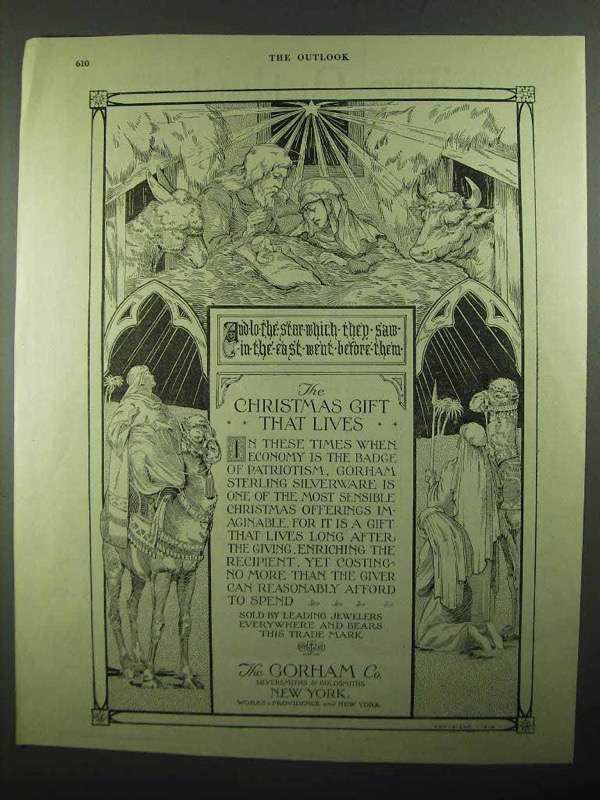 610
THE OUTLOOK
And·lo·the·star·which·they·saw·
in·the·east·went·before·them·
The
CHRISTMAS GIFT
THAT LIVES
IN THESE TIMES WHEN
ECONOMY IS THE BADGE
OF PATRIOTISM, GORHAM
STERLING SILVERWARE IS
ONE OF THE MOST SENSIBLE
CHRISTMAS OFFERINGS IM-
AGINABLE, FOR IT IS A GIFT
THAT LIVES LONG AFTER
THE GIVING, ENRICHING THE
RECIPIENT, YET COSTING
NO MORE THAN THE GIVER
CAN REASONABLY AFFORD
TO SPEND
SOLD BY LEADING JEWELERS
EVERYWHERE AND BEARS
THIS TRADE MARK
The GORHAM Co.
SILVERSMITHS & GOLDSMITHS
NEW YORK.
WORKS · PROVIDENCE and NEW YORK